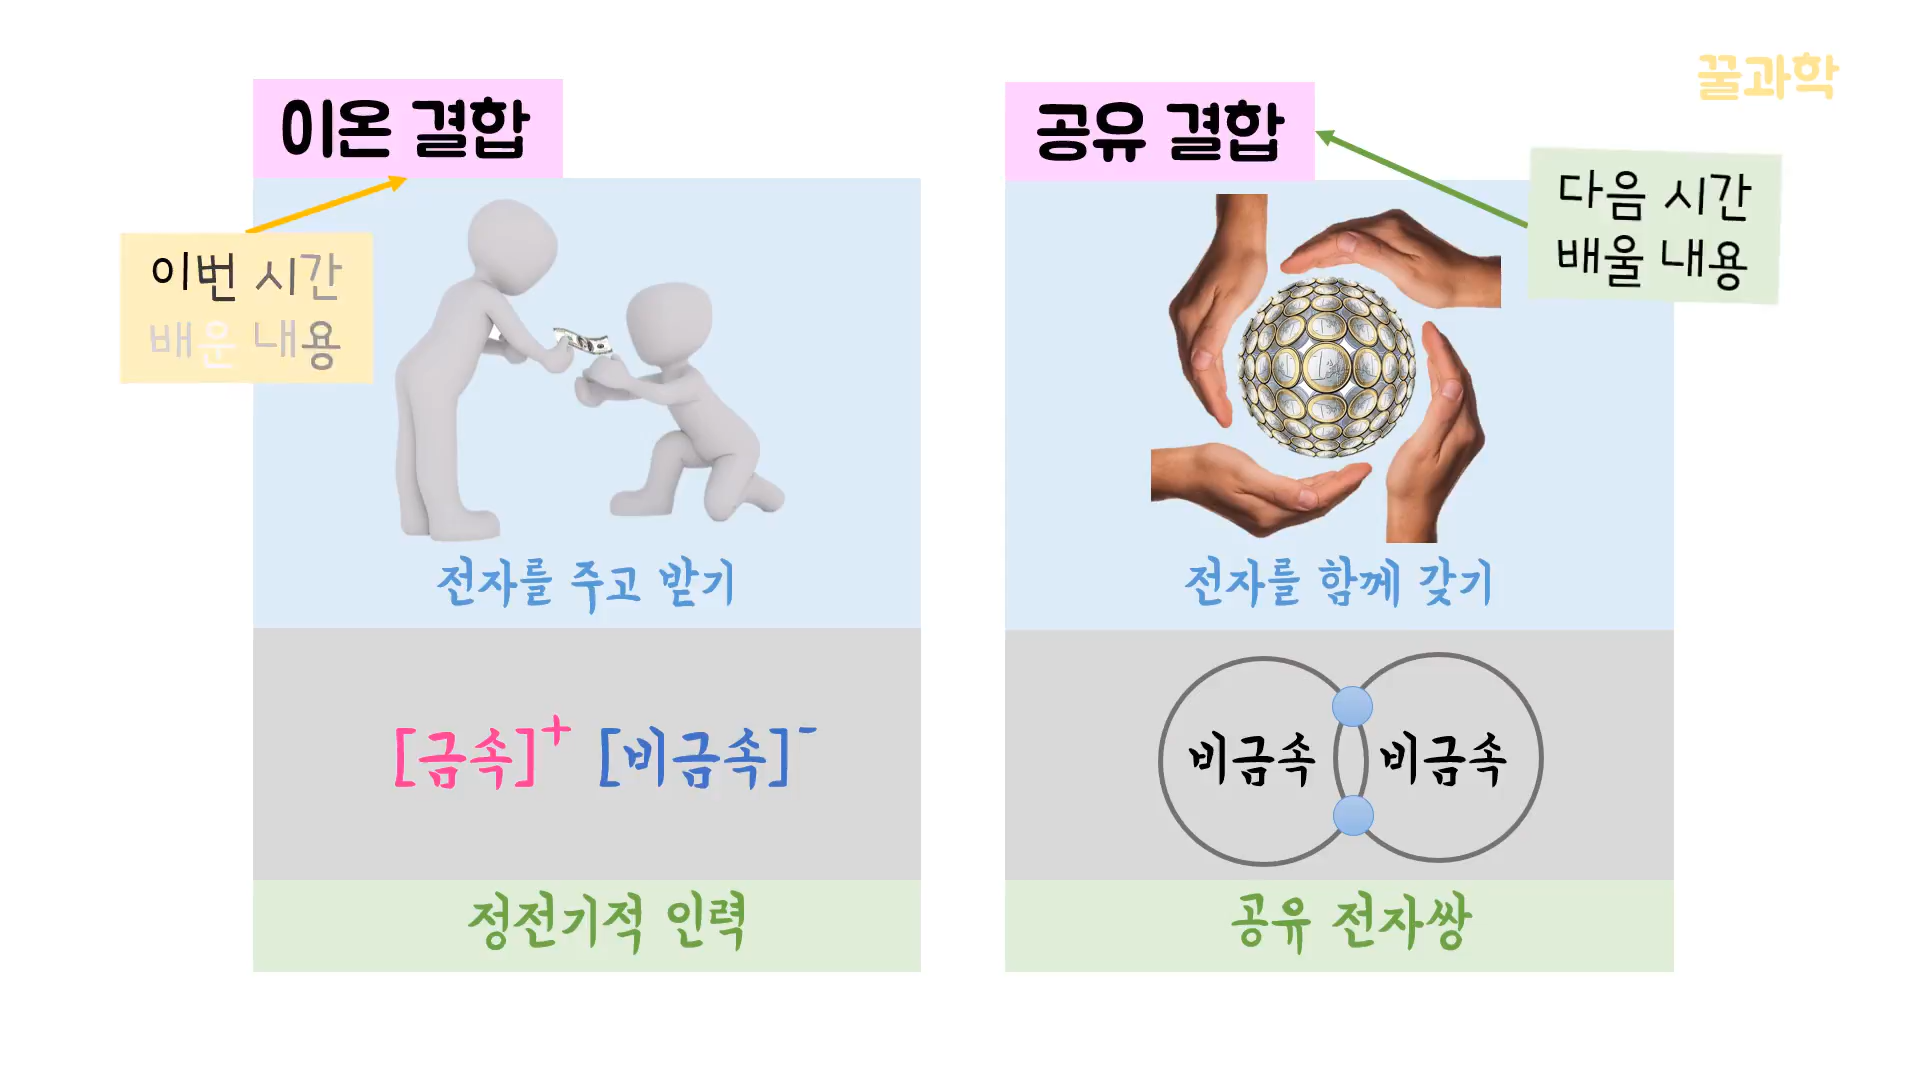 꿀과학
이온 결합
이번 시간
배운 내용
전자를 주고 받기
[금속]⁺ [비금속]⁻
정전기적 인력
공유 결합
다음 시간
배울 내용
전자를 함께 갖기
비금속 비금속
공유 전자쌍